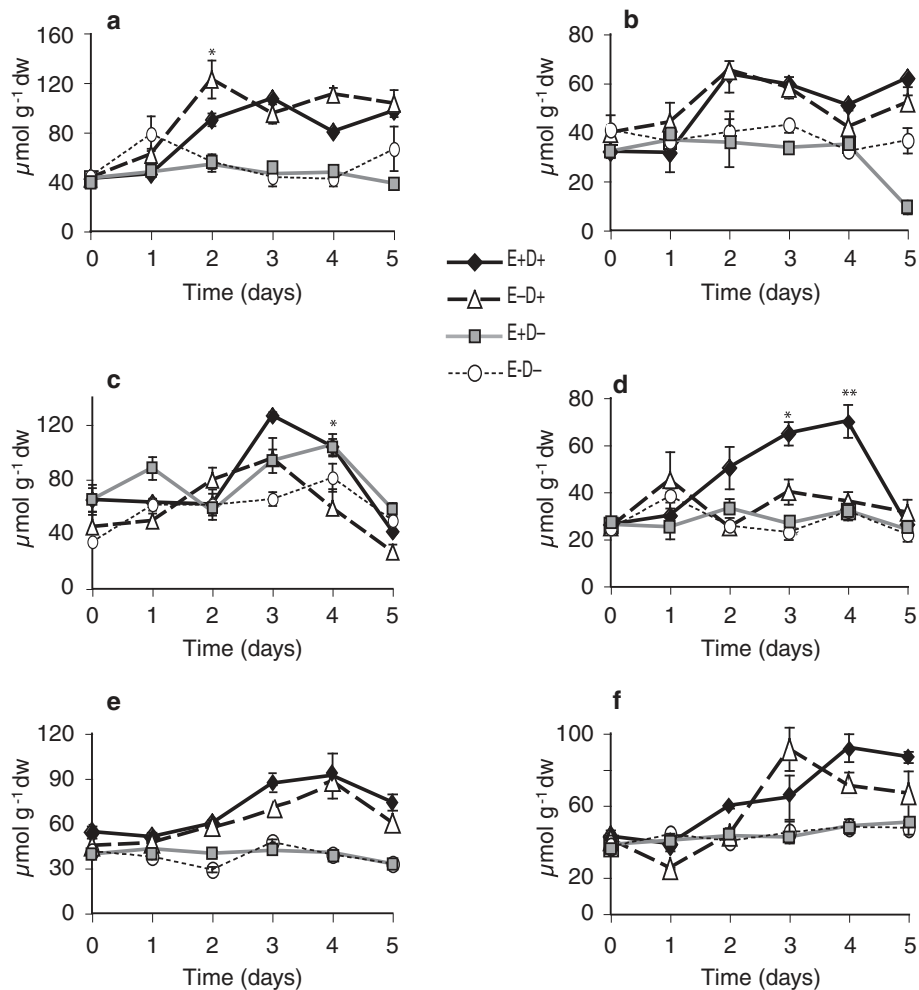 a
160
120
80
40
0
µmol g⁻¹ dw
*
0 1 2 3 4 5
Time (days)
b
80
60
40
20
0
µmol g⁻¹ dw
0 1 2 3 4 5
Time (days)
E+D+
E–D+
E+D–
E-D–
c
120
80
40
0
µmol g⁻¹ dw
*
0 1 2 3 4 5
Time (days)
d
80
60
40
20
0
µmol g⁻¹ dw
* **
0 1 2 3 4 5
Time (days)
e
120
90
60
30
0
µmol g⁻¹ dw
0 1 2 3 4 5
Time (days)
f
100
60
20
0
µmol g⁻¹ dw
0 1 2 3 4 5
Time (days)